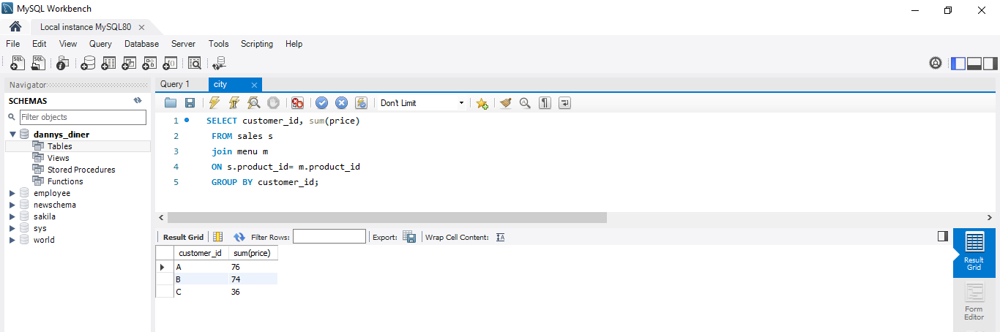 MySQL Workbench
Local instance MySQL80
File Edit View Query Database Server Tools Scripting Help
Navigator
SCHEMAS
Filter objects
dannys_diner
Tables
Views
Stored Procedures
Functions
employee
newschema
sakila
sys
world
Query 1 city
Don't Limit
1 SELECT customer_id, sum(price)
2 FROM sales s
3 join menu m
4 ON s.product_id= m.product_id
5 GROUP BY customer_id;
Result Grid Filter Rows: Export: Wrap Cell Content:
customer_id sum(price)
A 76
B 74
C 36
Result
Grid
Form
Editor